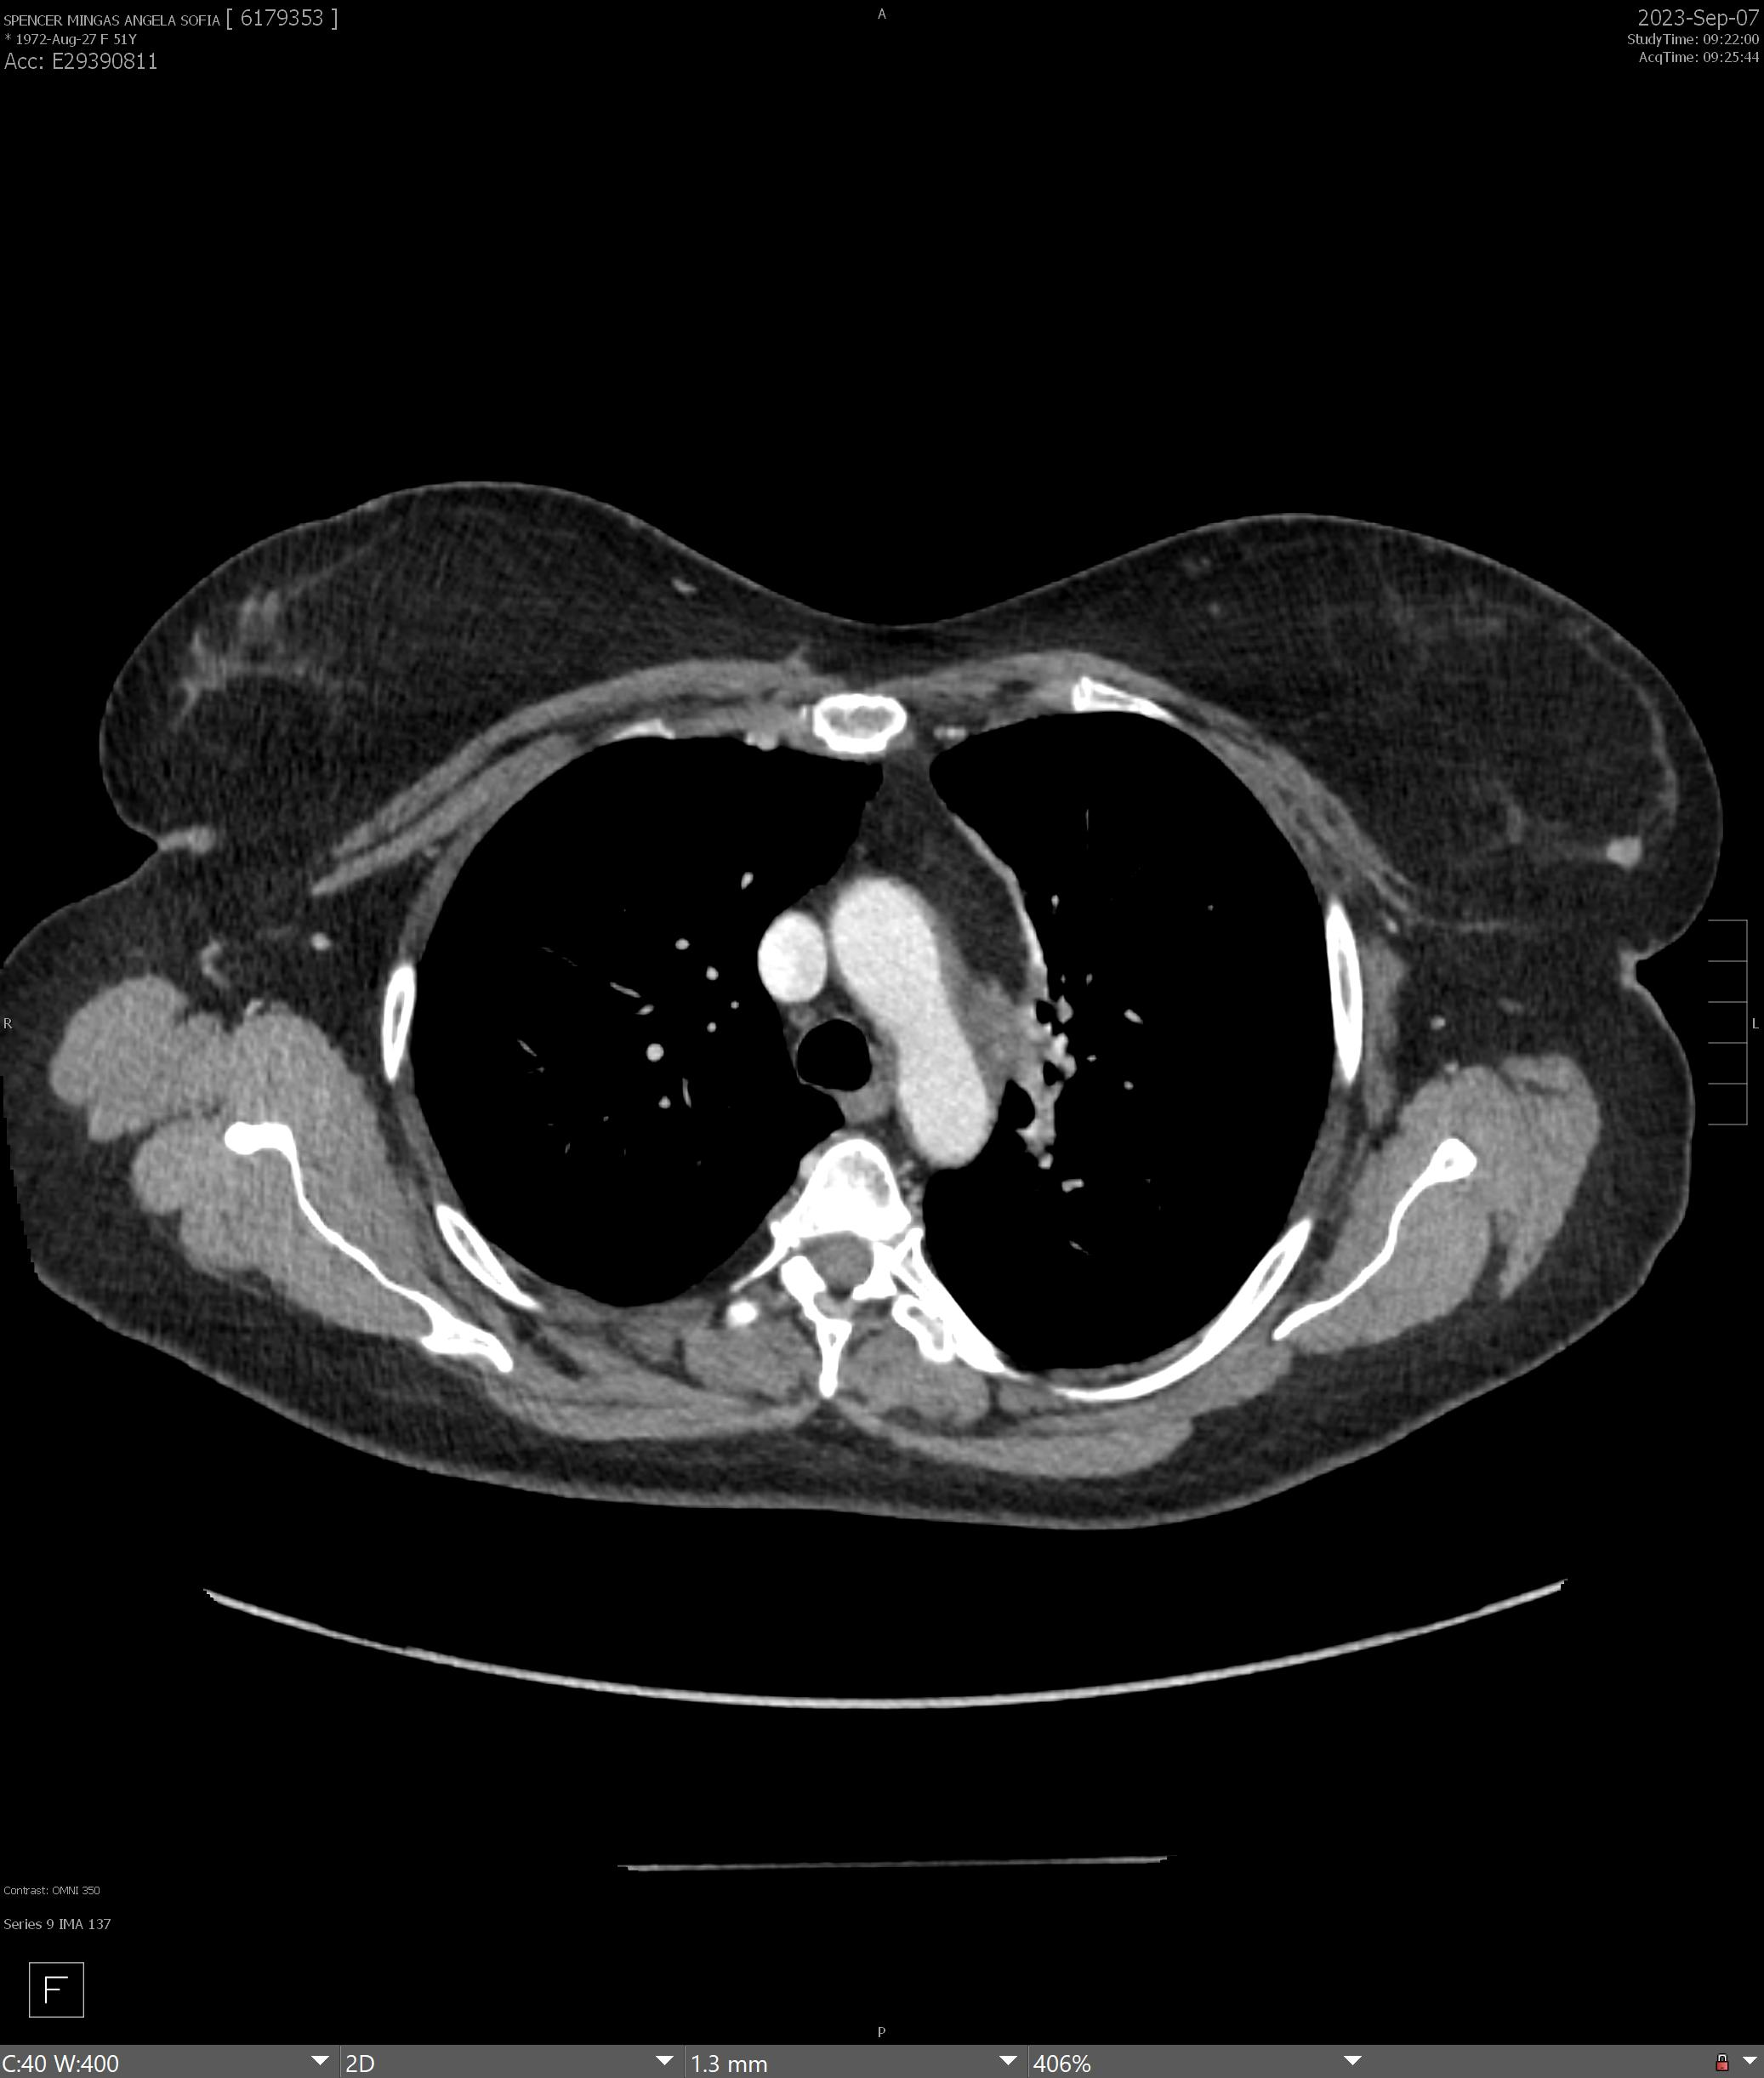 SPENCER MINGAS ANGELA SOFIA [ 6179353 ]
* 1972-Aug-27 F 51Y
Acc: E29390811
A
2023-Sep-07
StudyTime: 09:22:00
AcqTime: 09:25:44
R
L
Contrast: OMNI 350
Series 9 IMA 137
F
P
C:40 W:400
2D
1.3 mm
406%